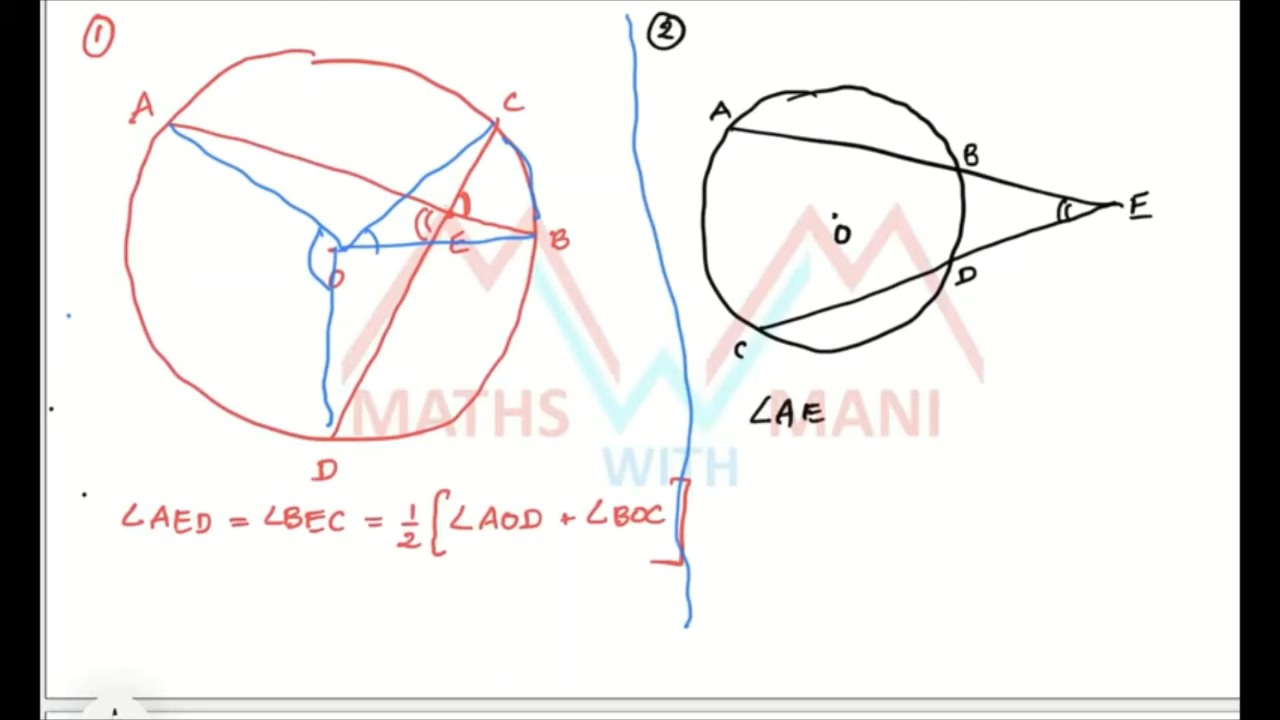 1
A
C
E
B
O
D
∠AED = ∠BEC = 1/2 [∠AOD + ∠BOC]
2
A
B
E
O
D
C
∠AE
MATHS
WITH
MANI